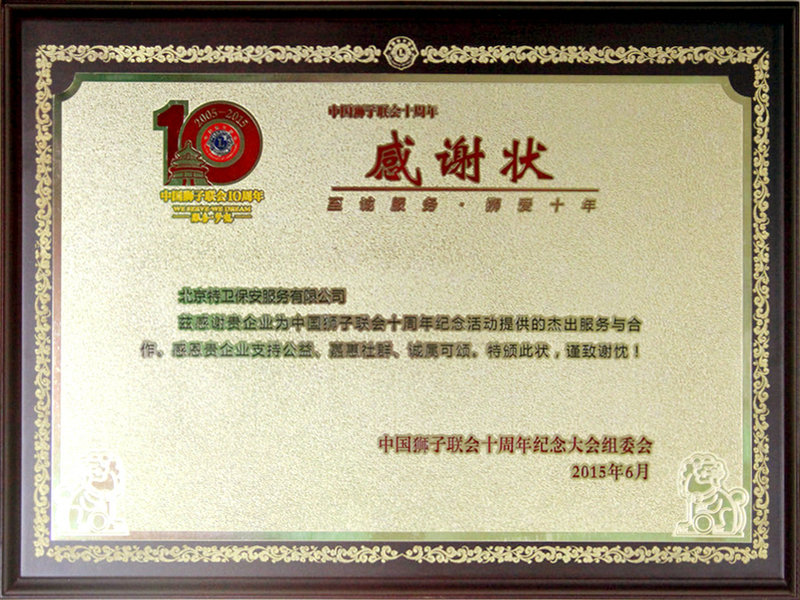 2005-2015
中国狮子联会10周年
WE SERVE WE DREAM
服务·梦想
中国狮子联会十周年
感谢状
至诚服务·狮爱十年
北京特卫保安服务有限公司
兹感谢贵企业为中国狮子联会十周年纪念活动提供的杰出服务与合
作。感恩贵企业支持公益、嘉惠社群、诚属可颂。特颁此状，谨致谢忱！
中国狮子联会十周年纪念大会组委会
2015年6月